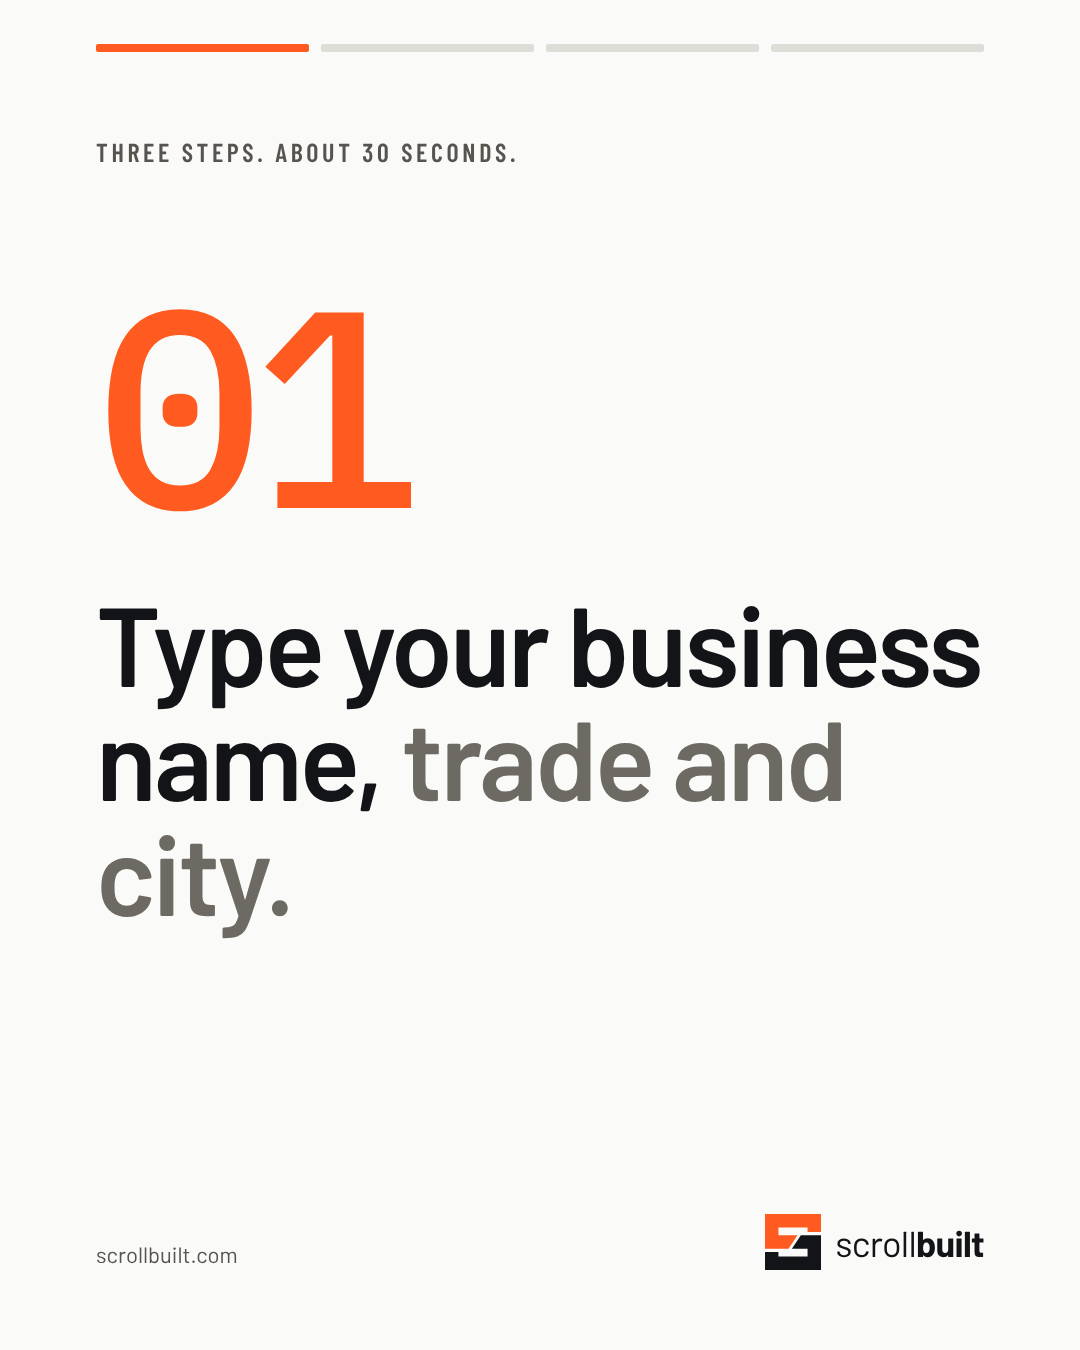 THREE STEPS. ABOUT 30 SECONDS.
01
Type your business
name, trade and
city.
scrollbuilt.com
scrollbuilt